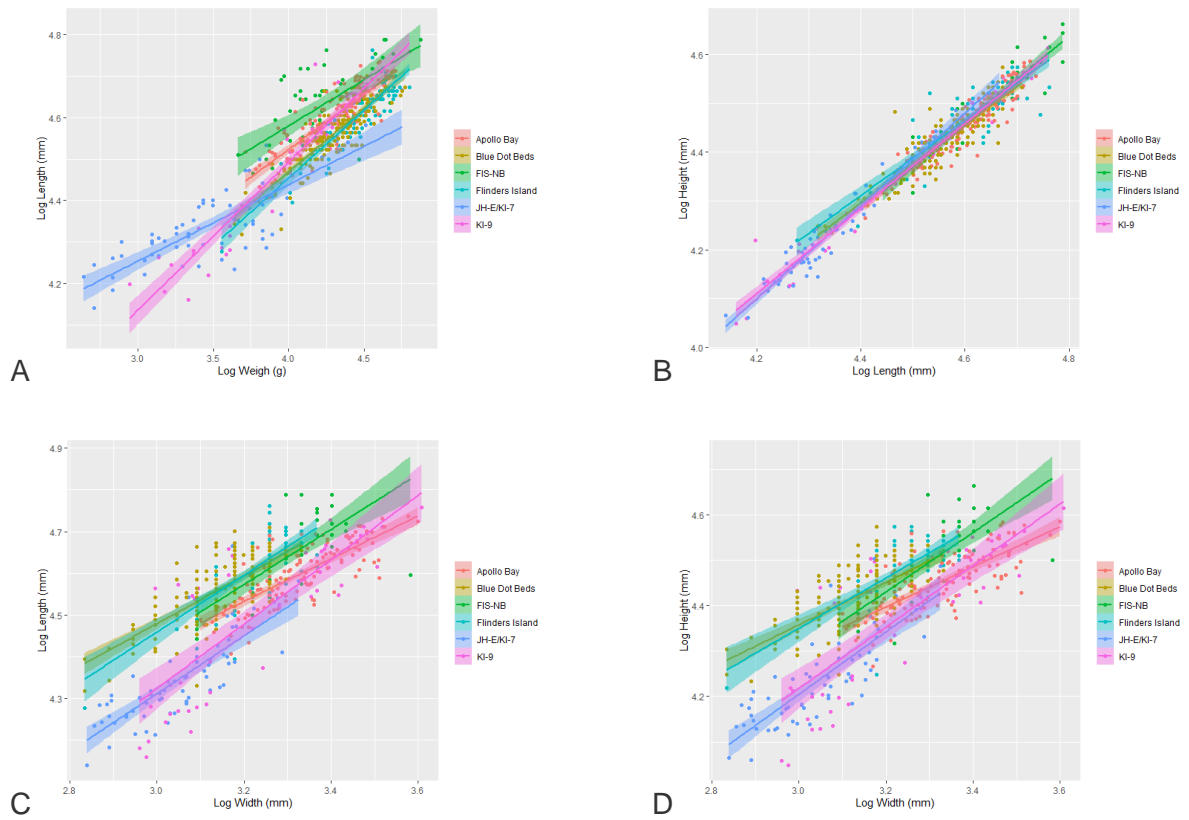 4.8
4.6
4.4
4.2
Log Length (mm)
3.0 3.5 4.0 4.5
Log Weigh (g)
Apollo Bay
Blue Dot Beds
FIS-NB
Flinders Island
JH-E/KI-7
KI-9
A
4.6
4.4
4.2
4.0
Log Height (mm)
4.2 4.4 4.6 4.8
Log Length (mm)
Apollo Bay
Blue Dot Beds
FIS-NB
Flinders Island
JH-E/KI-7
KI-9
B
4.9
4.7
4.5
4.3
Log Length (mm)
2.8 3.0 3.2 3.4 3.6
Log Width (mm)
Apollo Bay
Blue Dot Beds
FIS-NB
Flinders Island
JH-E/KI-7
KI-9
C
4.6
4.4
4.2
Log Height (mm)
2.8 3.0 3.2 3.4 3.6
Log Width (mm)
Apollo Bay
Blue Dot Beds
FIS-NB
Flinders Island
JH-E/KI-7
KI-9
D